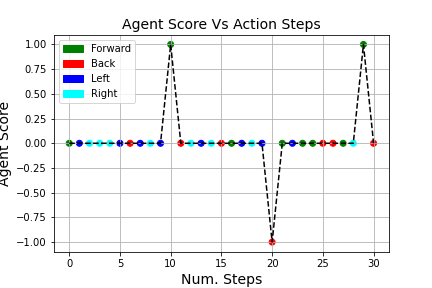 Agent Score Vs Action Steps
Agent Score
1.00
0.75
0.50
0.25
0.00
−0.25
−0.50
−0.75
−1.00
Forward
Back
Left
Right
0 5 10 15 20 25 30
Num. Steps